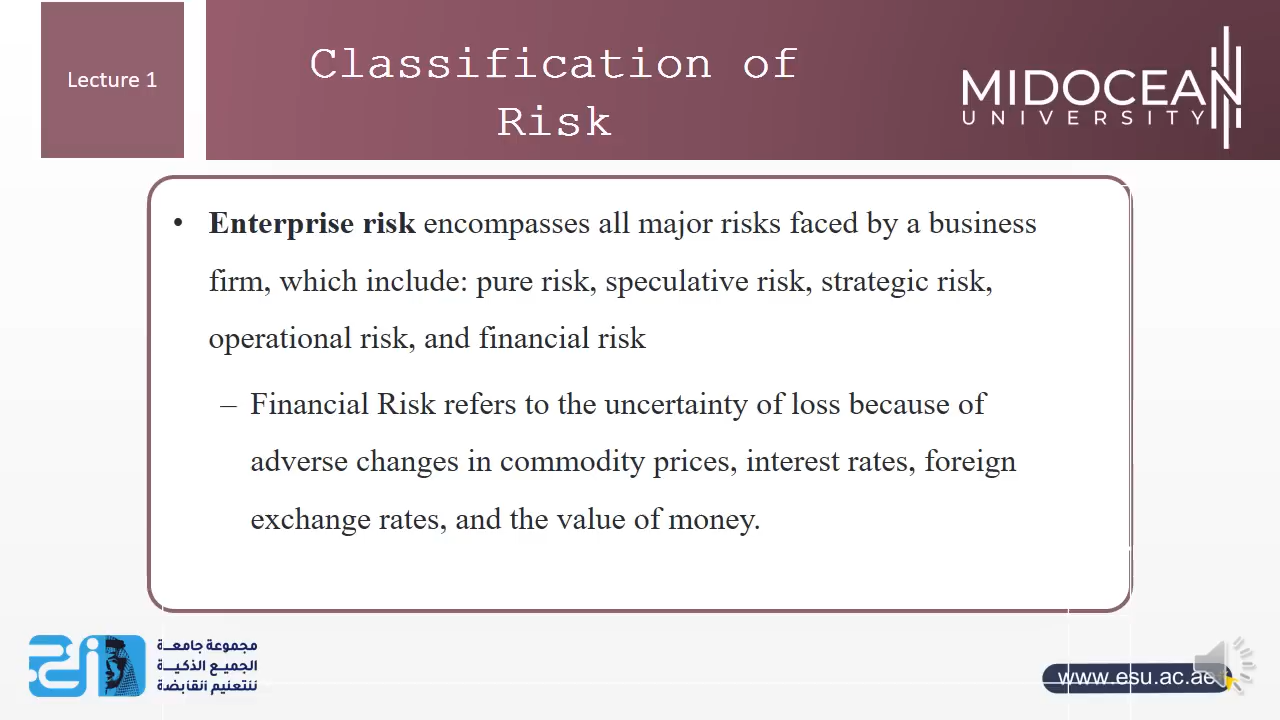 Lecture 1
Classification of
Risk
MIDOCEAN
UNIVERSITY
• Enterprise risk encompasses all major risks faced by a business
firm, which include: pure risk, speculative risk, strategic risk,
operational risk, and financial risk
– Financial Risk refers to the uncertainty of loss because of
adverse changes in commodity prices, interest rates, foreign
exchange rates, and the value of money.
مجموعة جامعة
الجميع الذكية
للتعليم القابضة
www.esu.ac.ae